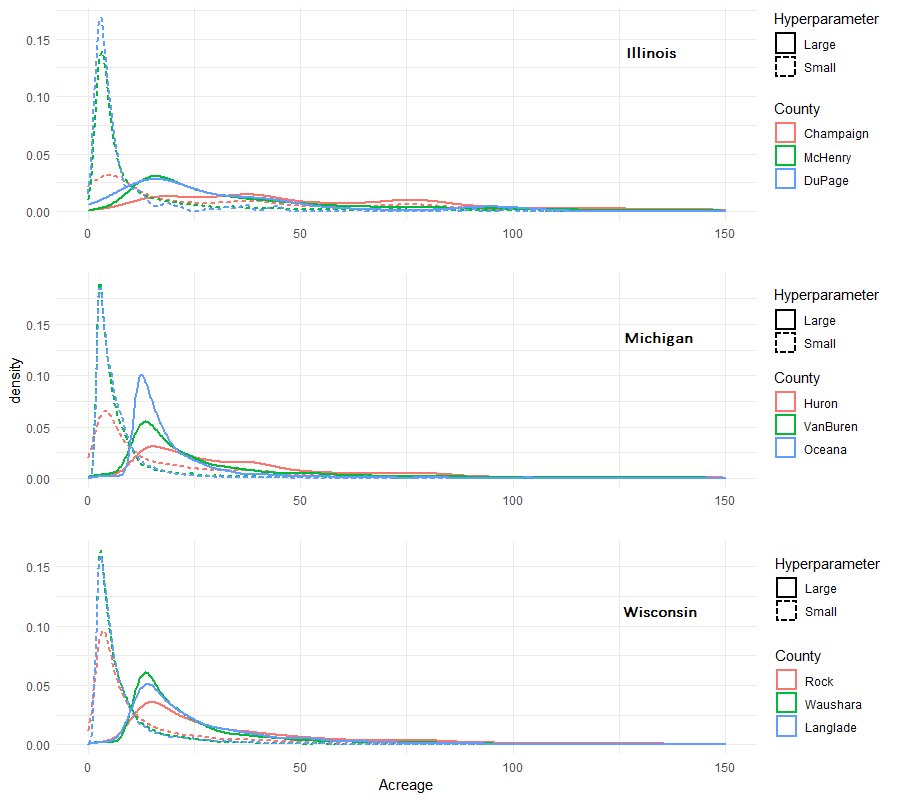 Hyperparameter
Large
Small
County
Champaign
McHenry
DuPage
Illinois
0.15
0.10
0.05
0.00
0 50 100 150
Hyperparameter
Large
Small
County
Huron
VanBuren
Oceana
Michigan
density
0.15
0.10
0.05
0.00
0 50 100 150
Hyperparameter
Large
Small
County
Rock
Waushara
Langlade
Wisconsin
0.15
0.10
0.05
0.00
0 50 100 150
Acreage